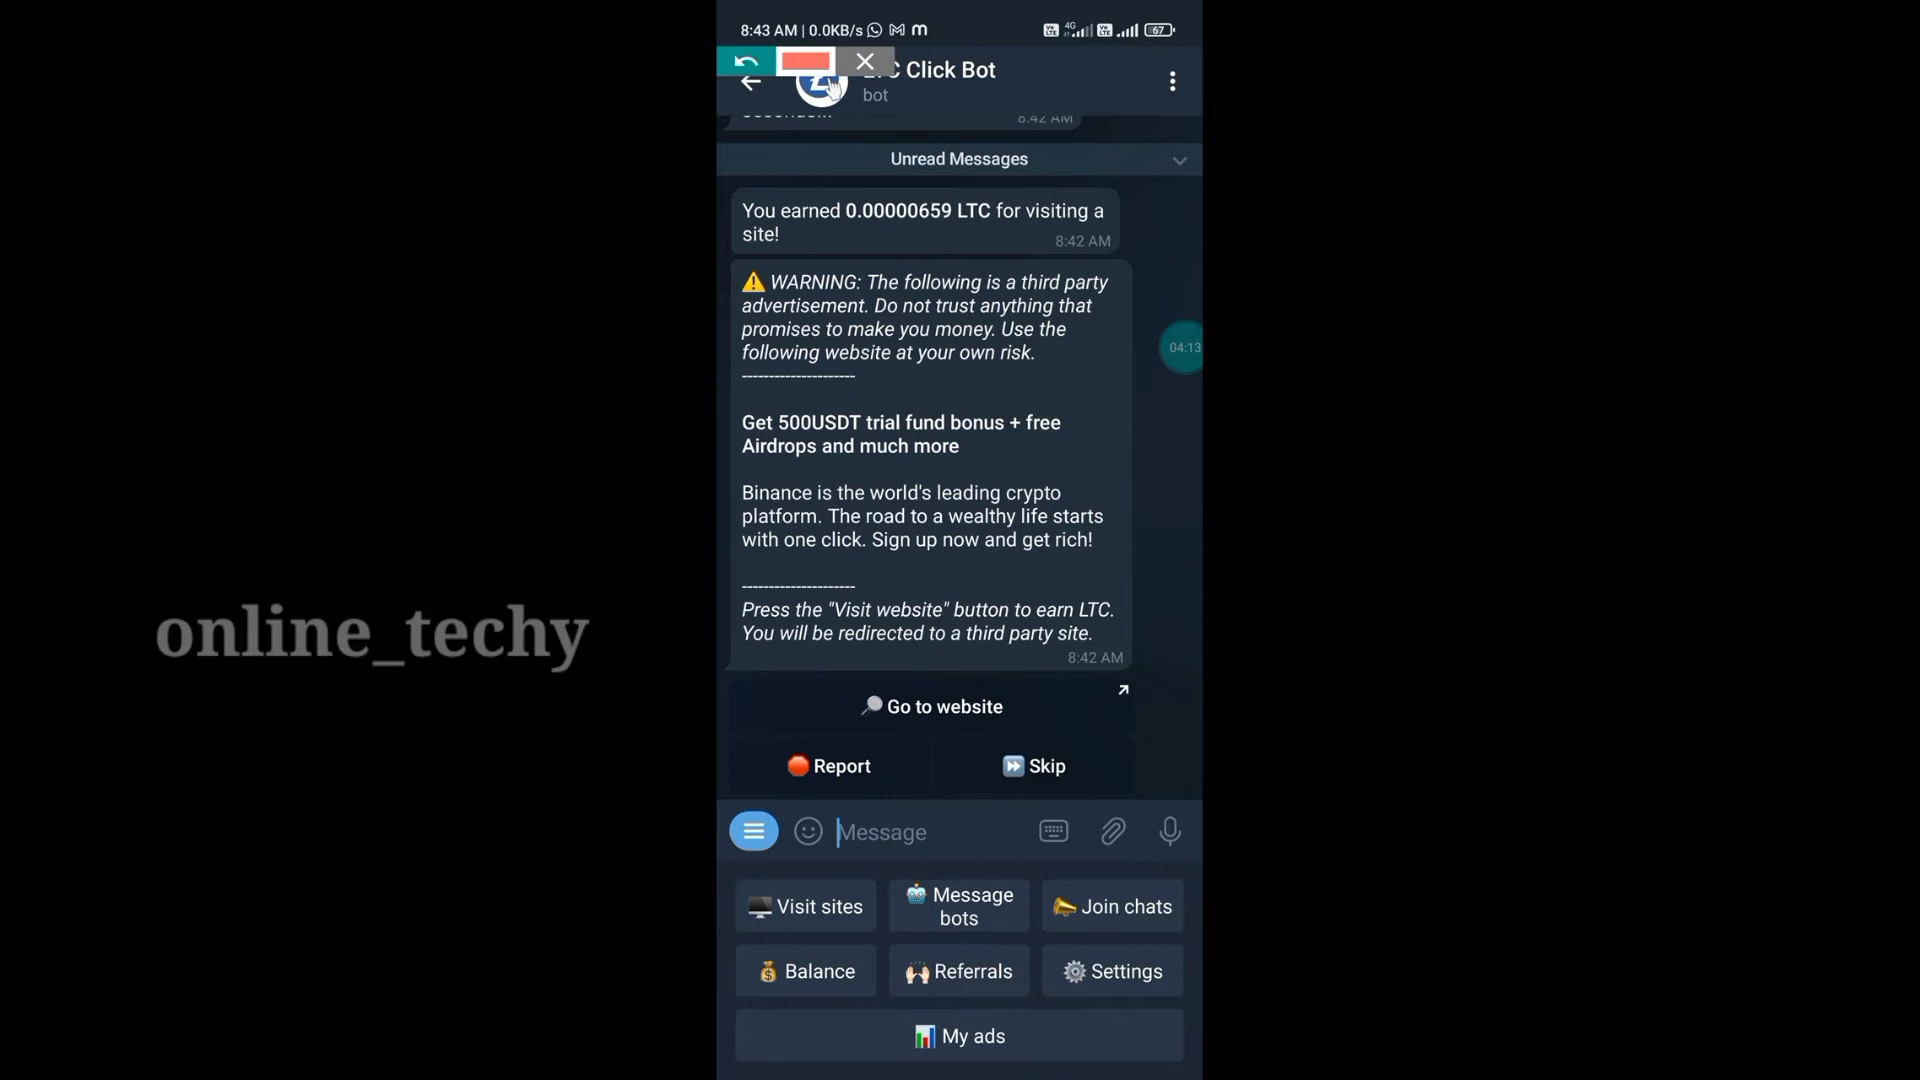 8:43 AM | 0.0KB/s
4G
67
C Click Bot
bot
8:42 AM
Unread Messages
You earned 0.00000659 LTC for visiting a
site!
8:42 AM
⚠️ WARNING: The following is a third party
advertisement. Do not trust anything that
promises to make you money. Use the
following website at your own risk.
---------------------
04:13
Get 500USDT trial fund bonus + free
Airdrops and much more
Binance is the world's leading crypto
platform. The road to a wealthy life starts
with one click. Sign up now and get rich!
---------------------
Press the "Visit website" button to earn LTC.
You will be redirected to a third party site.
8:42 AM
online_techy
🔎 Go to website
🛑 Report
⏩ Skip
Message
🖥 Visit sites
🤖 Message
bots
📣 Join chats
💰 Balance
🙌🏻 Referrals
⚙ Settings
📊 My ads